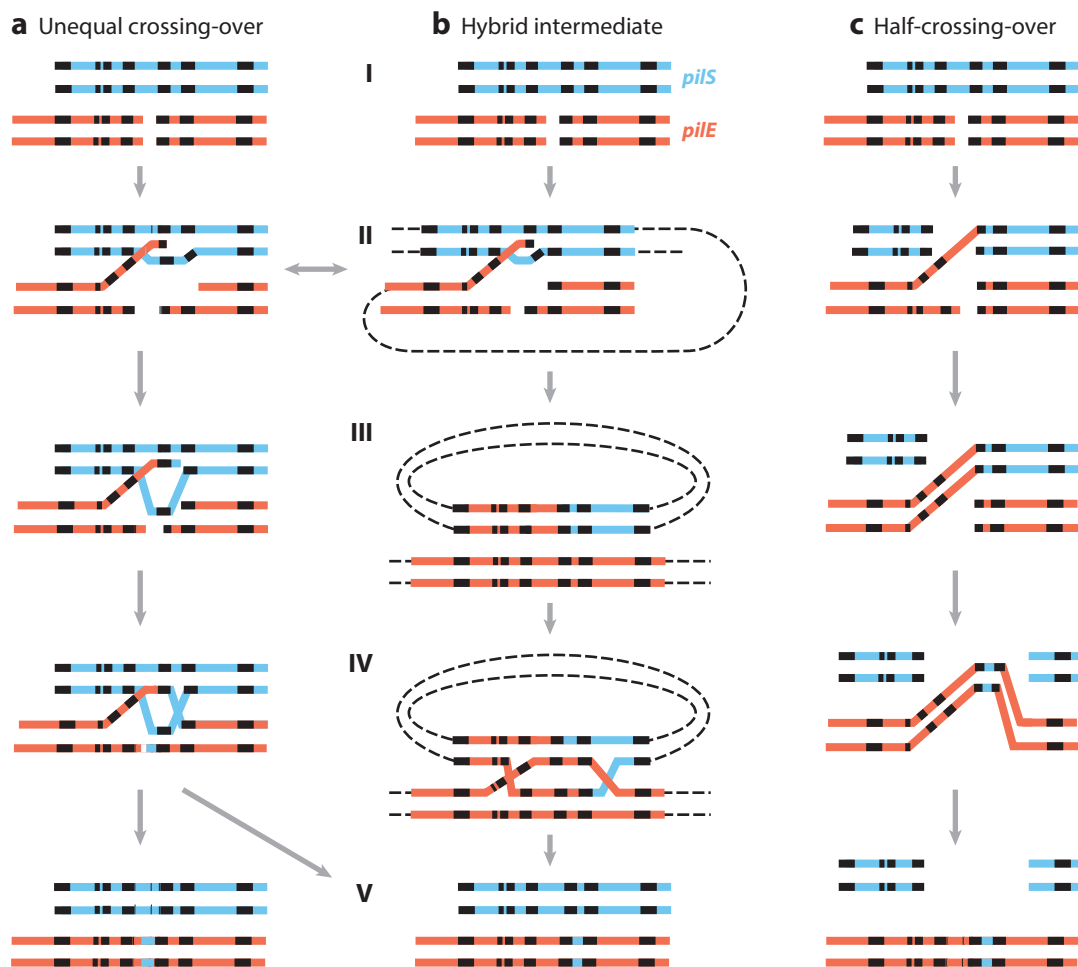 a Unequal crossing-over
b Hybrid intermediate
c Half-crossing-over
I
pilS
pilE
II
III
IV
V